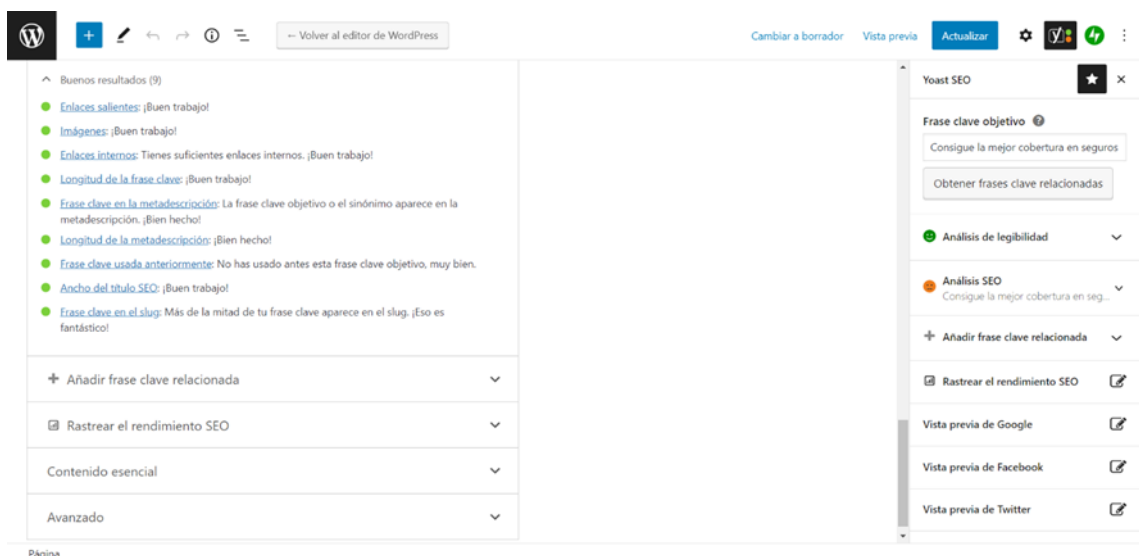 ← Volver al editor de WordPress
Cambiar a borrador
Vista previa
Actualizar
Buenos resultados (9)
Enlaces salientes: ¡Buen trabajo!
Imágenes: ¡Buen trabajo!
Enlaces internos: Tienes suficientes enlaces internos. ¡Buen trabajo!
Longitud de la frase clave: ¡Buen trabajo!
Frase clave en la metadescripción: La frase clave objetivo o el sinónimo aparece en la
metadescripción. ¡Bien hecho!
Longitud de la metadescripción: ¡Bien hecho!
Frase clave usada anteriormente: No has usado antes esta frase clave objetivo, muy bien.
Ancho del título SEO: ¡Buen trabajo!
Frase clave en el slug: Más de la mitad de tu frase clave aparece en el slug. ¡Eso es
fantástico!
Añadir frase clave relacionada
Rastrear el rendimiento SEO
Contenido esencial
Avanzado
Página
Yoast SEO
Frase clave objetivo
Consigue la mejor cobertura en seguros
Obtener frases clave relacionadas
Análisis de legibilidad
Análisis SEO
Consigue la mejor cobertura en seg...
Añadir frase clave relacionada
Rastrear el rendimiento SEO
Vista previa de Google
Vista previa de Facebook
Vista previa de Twitter